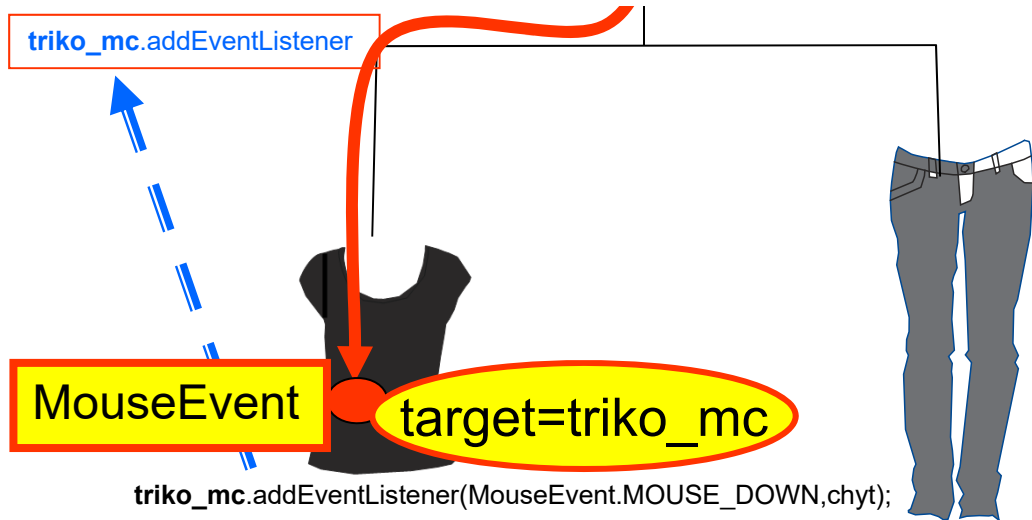 triko_mc.addEventListener
MouseEvent
target=triko_mc
triko_mc.addEventListener(MouseEvent.MOUSE_DOWN,chyt);